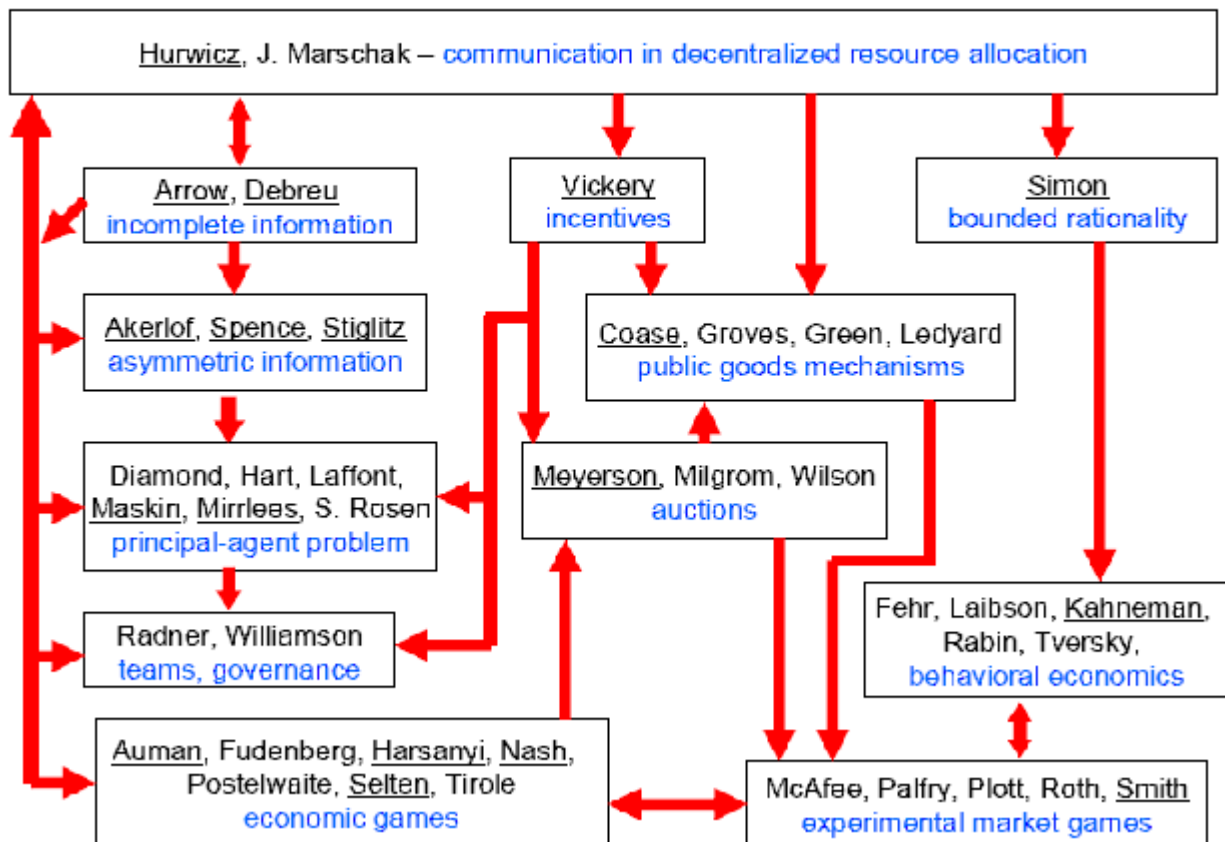 Hurwicz, J. Marschak – communication in decentralized resource allocation
Arrow, Debreu
incomplete information
Vickery
incentives
Simon
bounded rationality
Akerlof, Spence, Stiglitz
asymmetric information
Coase, Groves, Green, Ledyard
public goods mechanisms
Diamond, Hart, Laffont,
Maskin, Mirrlees, S. Rosen
principal-agent problem
Meyerson, Milgrom, Wilson
auctions
Radner, Williamson
teams, governance
Fehr, Laibson, Kahneman,
Rabin, Tversky,
behavioral economics
Auman, Fudenberg, Harsanyi, Nash,
Postelwaite, Selten, Tirole
economic games
McAfee, Palfry, Plott, Roth, Smith
experimental market games